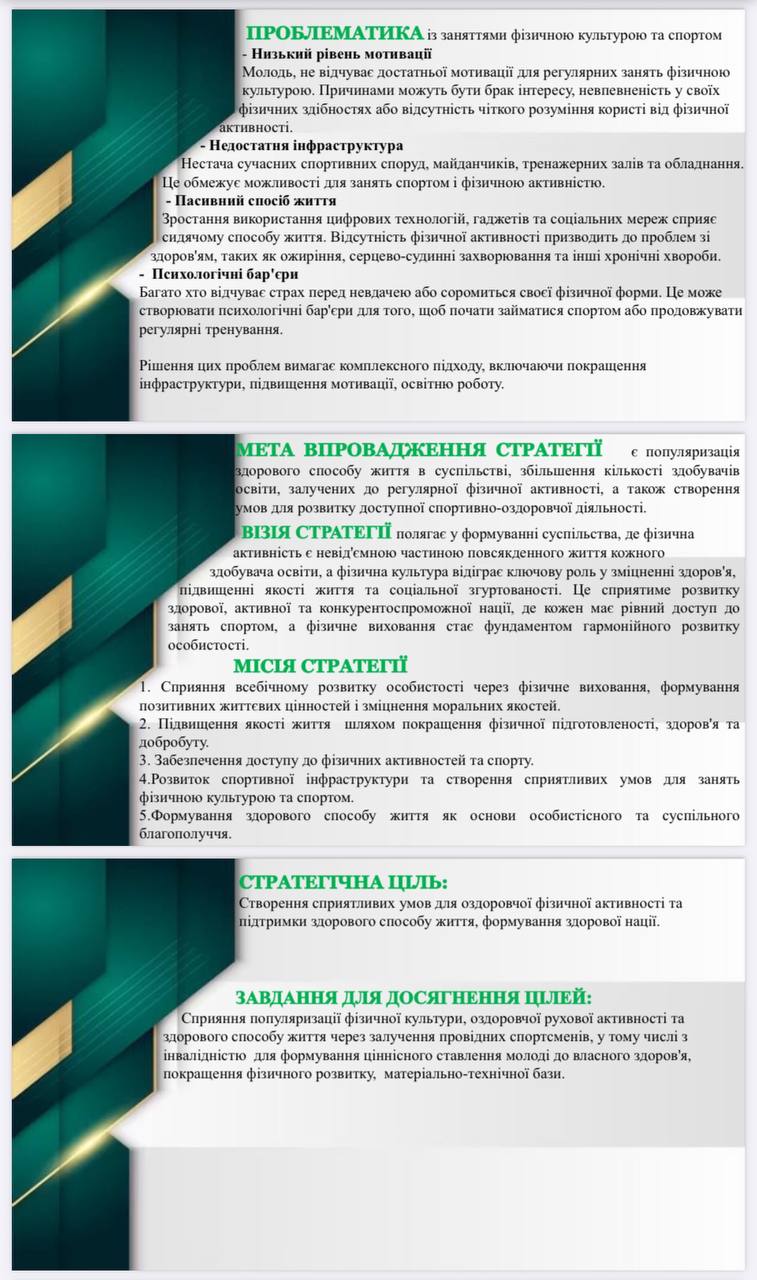 ПРОБЛЕМАТИКА із заняттями фізичною культурою та спортом
- Низький рівень мотивації
Молодь, не відчуває достатньої мотивації для регулярних занять фізичною
культурою. Причинами можуть бути брак інтересу, невпевненість у своїх
фізичних здібностях або відсутність чіткого розуміння користі від фізичної
активності.
- Недостатня інфраструктура
Нестача сучасних спортивних споруд, майданчиків, тренажерних залів та обладнання.
Це обмежує можливості для занять спортом і фізичною активністю.
- Пасивний спосіб життя
Зростання використання цифрових технологій, гаджетів та соціальних мереж сприяє
сидячому способу життя. Відсутність фізичної активності призводить до проблем зі
здоров'ям, таких як ожиріння, серцево-судинні захворювання та інші хронічні хвороби.
- Психологічні бар'єри
Багато хто відчуває страх перед невдачею або соромиться своєї фізичної форми. Це може
створювати психологічні бар'єри для того, щоб почати займатися спортом або продовжувати
регулярні тренування.
Рішення цих проблем вимагає комплексного підходу, включаючи покращення
інфраструктури, підвищення мотивації, освітню роботу.
МЕТА ВПРОВАДЖЕННЯ СТРАТЕГІЇ є популяризація
здорового способу життя в суспільстві, збільшення кількості здобувачів
освіти, залучених до регулярної фізичної активності, а також створення
умов для розвитку доступної спортивно-оздоровчої діяльності.
ВІЗІЯ СТРАТЕГІЇ полягає у формуванні суспільства, де фізична
активність є невід'ємною частиною повсякденного життя кожного
здобувача освіти, а фізична культура відіграє ключову роль у зміцненні здоров'я,
підвищенні якості життя та соціальної згуртованості. Це сприятиме розвитку
здорової, активної та конкурентоспроможної нації, де кожен має рівний доступ до
занять спортом, а фізичне виховання стає фундаментом гармонійного розвитку
особистості.
МІСІЯ СТРАТЕГІЇ
1. Сприяння всебічному розвитку особистості через фізичне виховання, формування
позитивних життєвих цінностей і зміцнення моральних якостей.
2. Підвищення якості життя шляхом покращення фізичної підготовленості, здоров'я та
добробуту.
3. Забезпечення доступу до фізичних активностей та спорту.
4.Розвиток спортивної інфраструктури та створення сприятливих умов для занять
фізичною культурою та спортом.
5.Формування здорового способу життя як основи особистісного та суспільного
благополуччя.
СТРАТЕГІЧНА ЦІЛЬ:
Створення сприятливих умов для оздоровчої фізичної активності та
підтримки здорового способу життя, формування здорової нації.
ЗАВДАННЯ ДЛЯ ДОСЯГНЕННЯ ЦІЛЕЙ:
Сприяння популяризації фізичної культури, оздоровчої рухової активності та
здорового способу життя через залучення провідних спортсменів, у тому числі з
інвалідністю для формування ціннісного ставлення молоді до власного здоров'я,
покращення фізичного розвитку, матеріально-технічної бази.